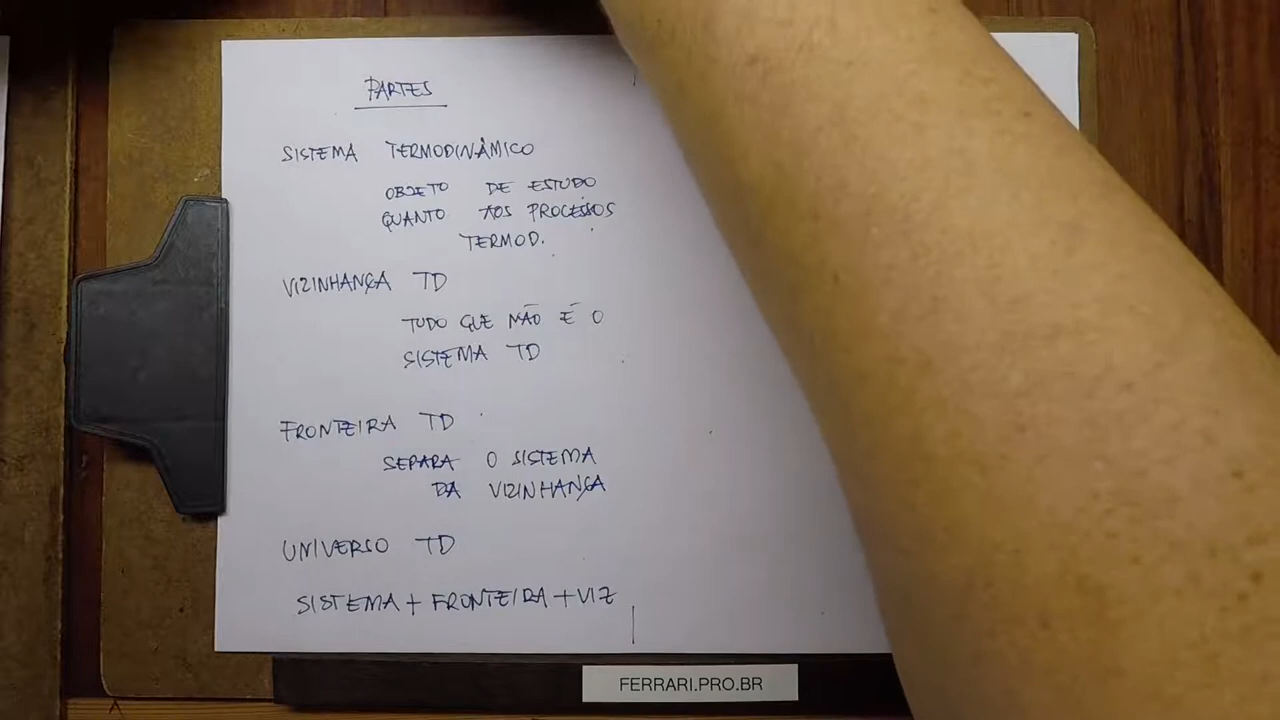 PARTES
SISTEMA TERMODINÂMICO
OBJETO DE ESTUDO
QUANTO AOS PROCESSOS
TERMOD.
VIZINHANÇA TD
TUDO QUE NÃO É O
SISTEMA TD
FRONTEIRA TD
SEPARA O SISTEMA
DA VIZINHANÇA
UNIVERSO TD
SISTEMA + FRONTEIRA + VIZ
FERRARI.PRO.BR